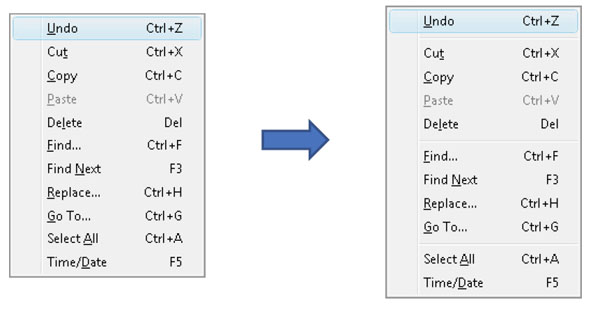 Undo Ctrl+Z
Cut Ctrl+X
Copy Ctrl+C
Paste Ctrl+V
Delete Del
Find... Ctrl+F
Find Next F3
Replace... Ctrl+H
Go To... Ctrl+G
Select All Ctrl+A
Time/Date F5
Undo Ctrl+Z
Cut Ctrl+X
Copy Ctrl+C
Paste Ctrl+V
Delete Del
Find... Ctrl+F
Find Next F3
Replace... Ctrl+H
Go To... Ctrl+G
Select All Ctrl+A
Time/Date F5